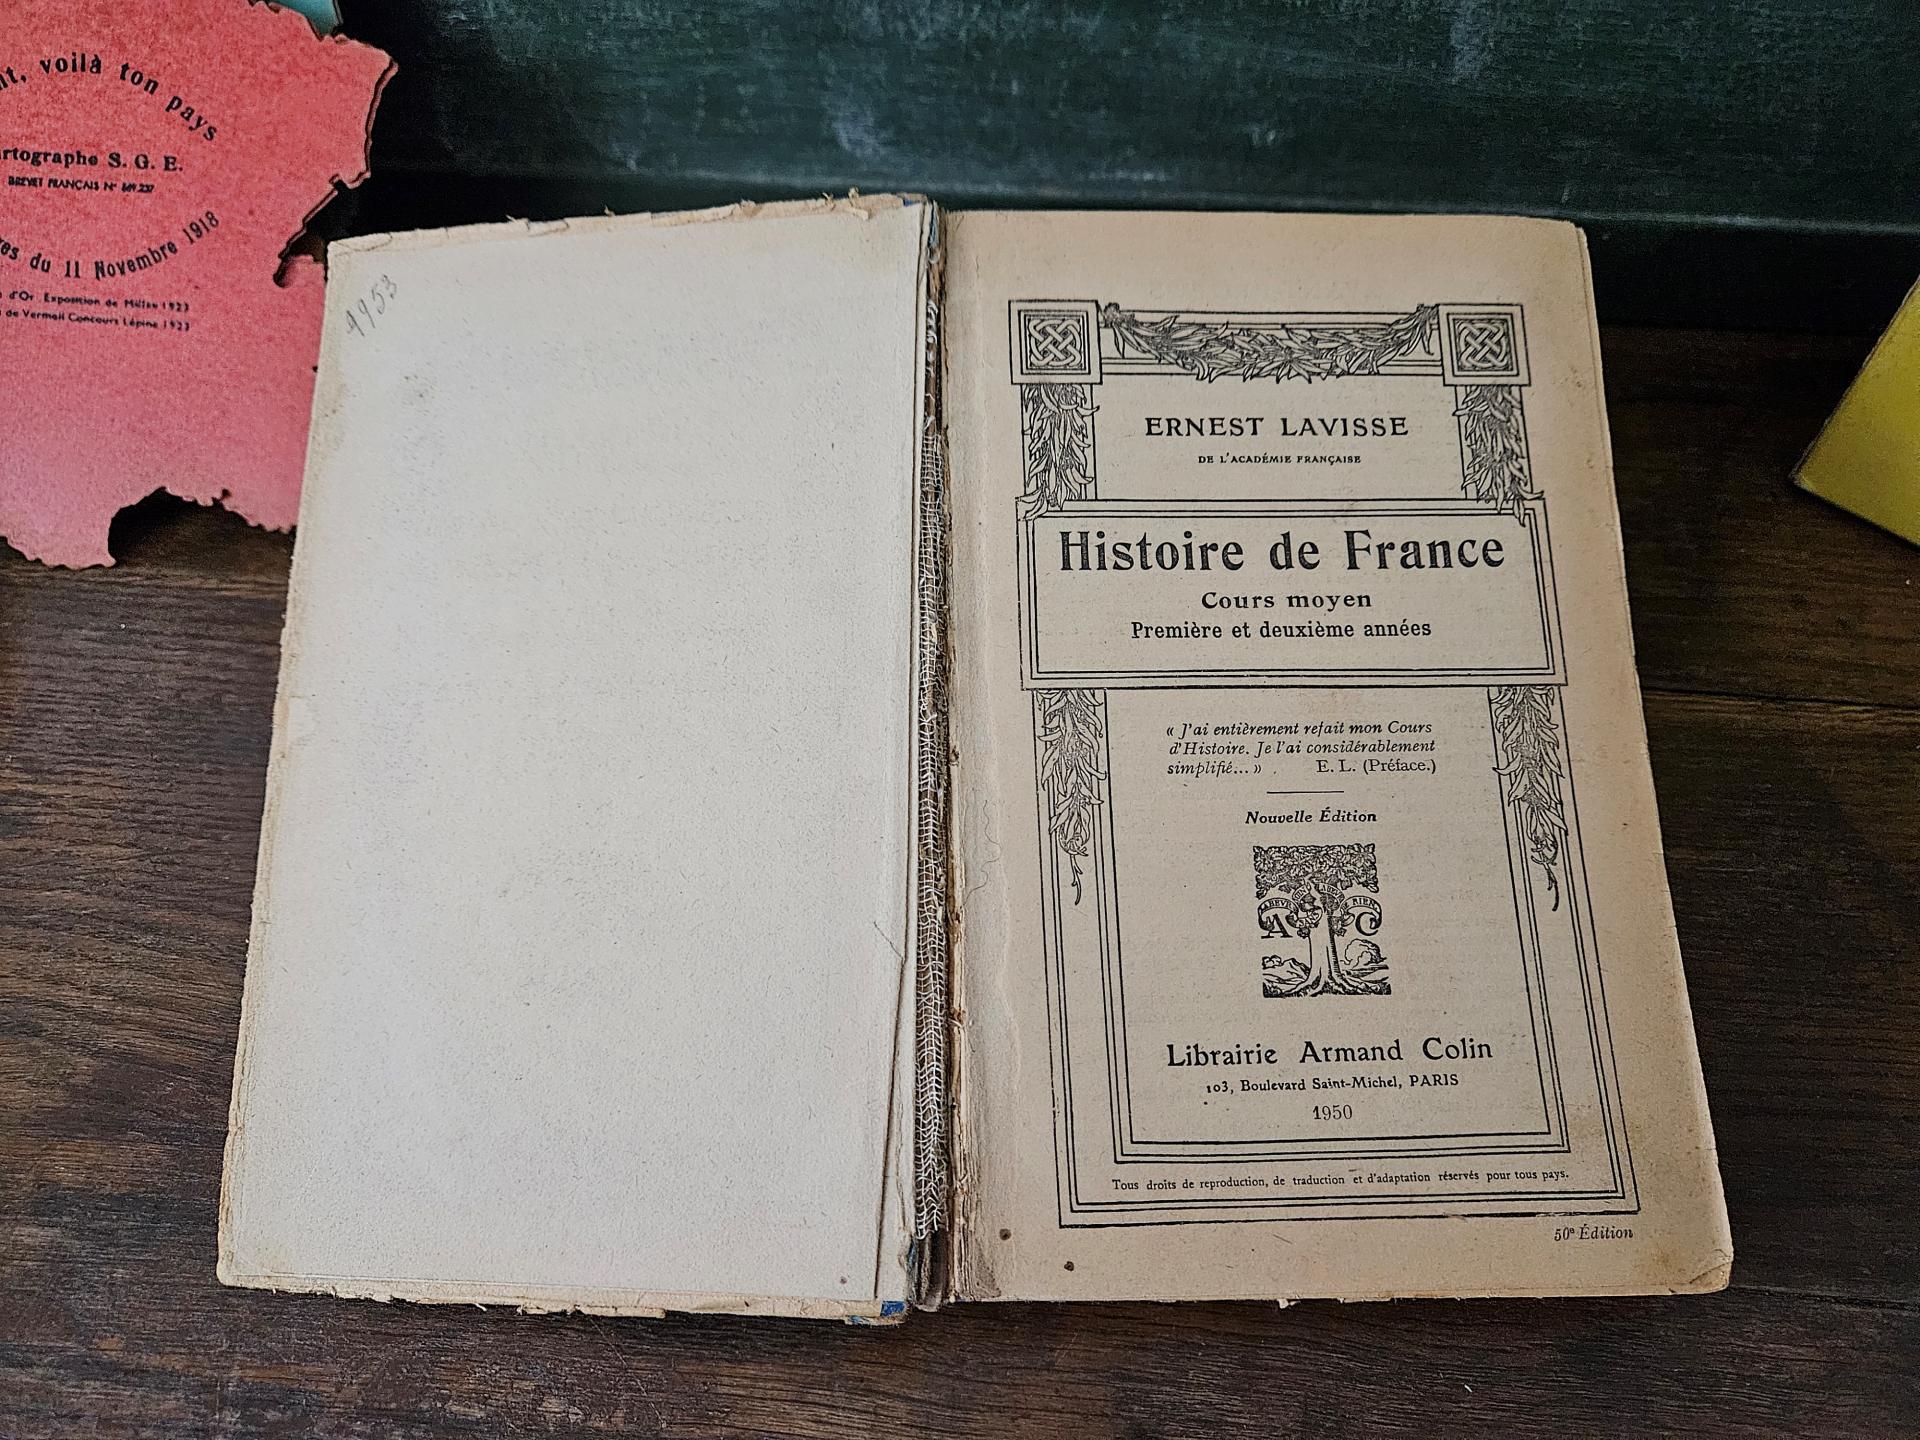 voilà ton pays
S. G. E.
BREVET FRANÇAIS N°
du 11 Novembre 1918
d'Or Exposition de 1923
de Vermeil Concours Lépine 1923
1953
ERNEST LAVISSE
DE L'ACADÉMIE FRANÇAISE
Histoire de France
Cours moyen
Première et deuxième années
« J'ai entièrement refait mon Cours
d'Histoire. Je l'ai considérablement
simplifié... » . E. L. (Préface.)
Nouvelle Édition
A C
Librairie Armand Colin
103, Boulevard Saint-Michel, PARIS
1950
Tous droits de reproduction, de traduction et d'adaptation réservés pour tous pays.
50e Édition